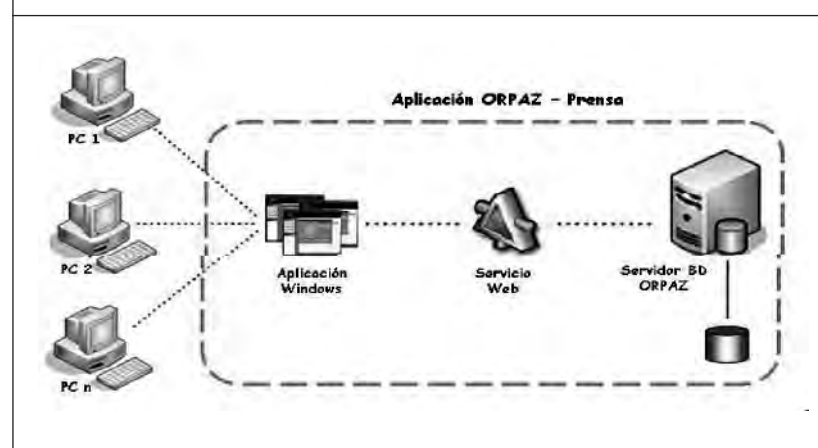 Aplicación ORPAZ - Prensa
PC 1
PC 2
PC n
Aplicación
Windows
Servicio
Web
Servidor BD
ORPAZ